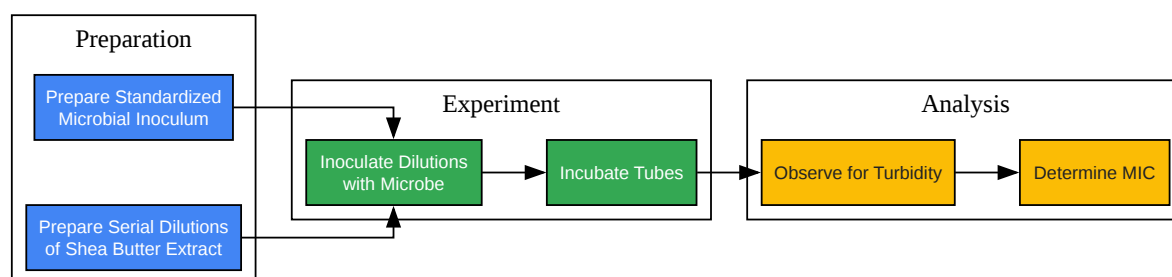 Preparation
Prepare Standardized
Microbial Inoculum
Prepare Serial Dilutions
of Shea Butter Extract
Experiment
Inoculate Dilutions
with Microbe
Incubate Tubes
Analysis
Observe for Turbidity
Determine MIC